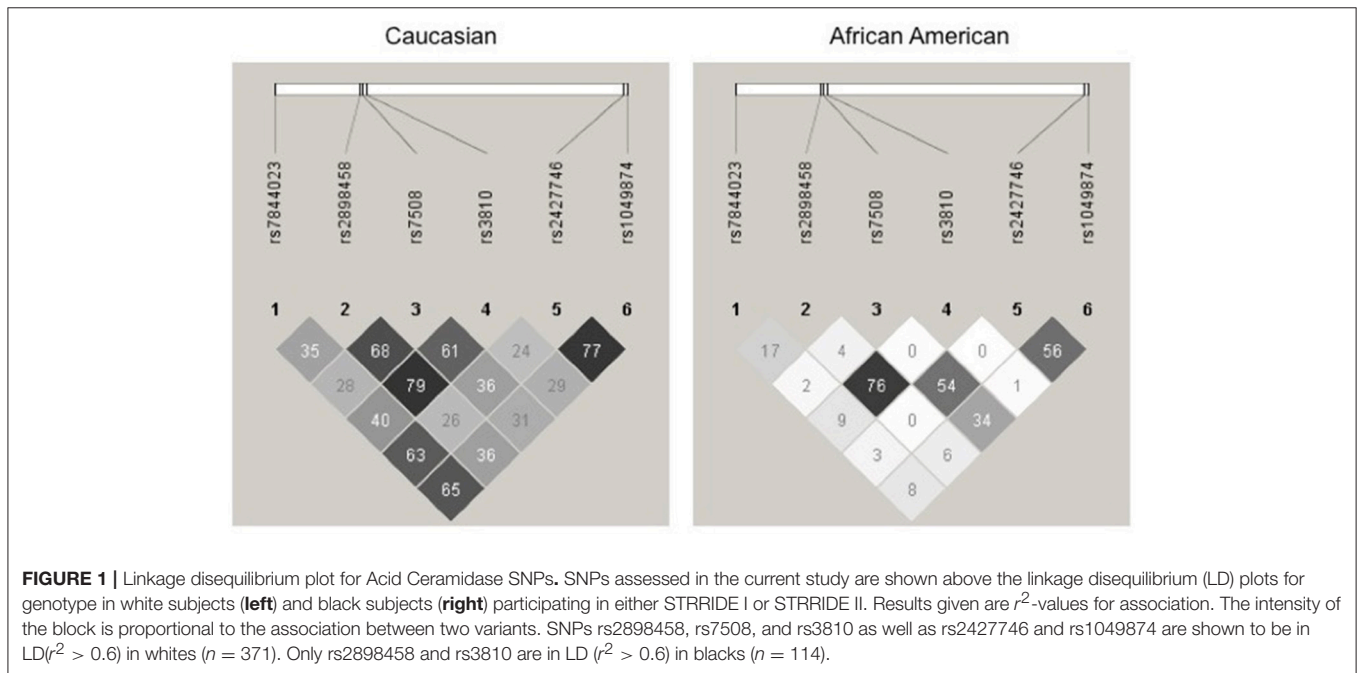 Caucasian
African American
rs7844023
rs2898458
rs7508
rs3810
rs2427746
rs1049874
rs7844023
rs2898458
rs7508
rs3810
rs2427746
rs1049874
1 2 3 4 5 6
1 2 3 4 5 6
35 68 61 24 77
28 79 36 29
40 26 31
63 36
65
17 4 0 0 56
2 76 54 1
9 0 34
3 6
8
FIGURE 1 | Linkage disequilibrium plot for Acid Ceramidase SNPs. SNPs assessed in the current study are shown above the linkage disequilibrium (LD) plots for
genotype in white subjects (left) and black subjects (right) participating in either STRRIDE I or STRRIDE II. Results given are r²-values for association. The intensity of
the block is proportional to the association between two variants. SNPs rs2898458, rs7508, and rs3810 as well as rs2427746 and rs1049874 are shown to be in
LD(r² > 0.6) in whites (n = 371). Only rs2898458 and rs3810 are in LD (r² > 0.6) in blacks (n = 114).